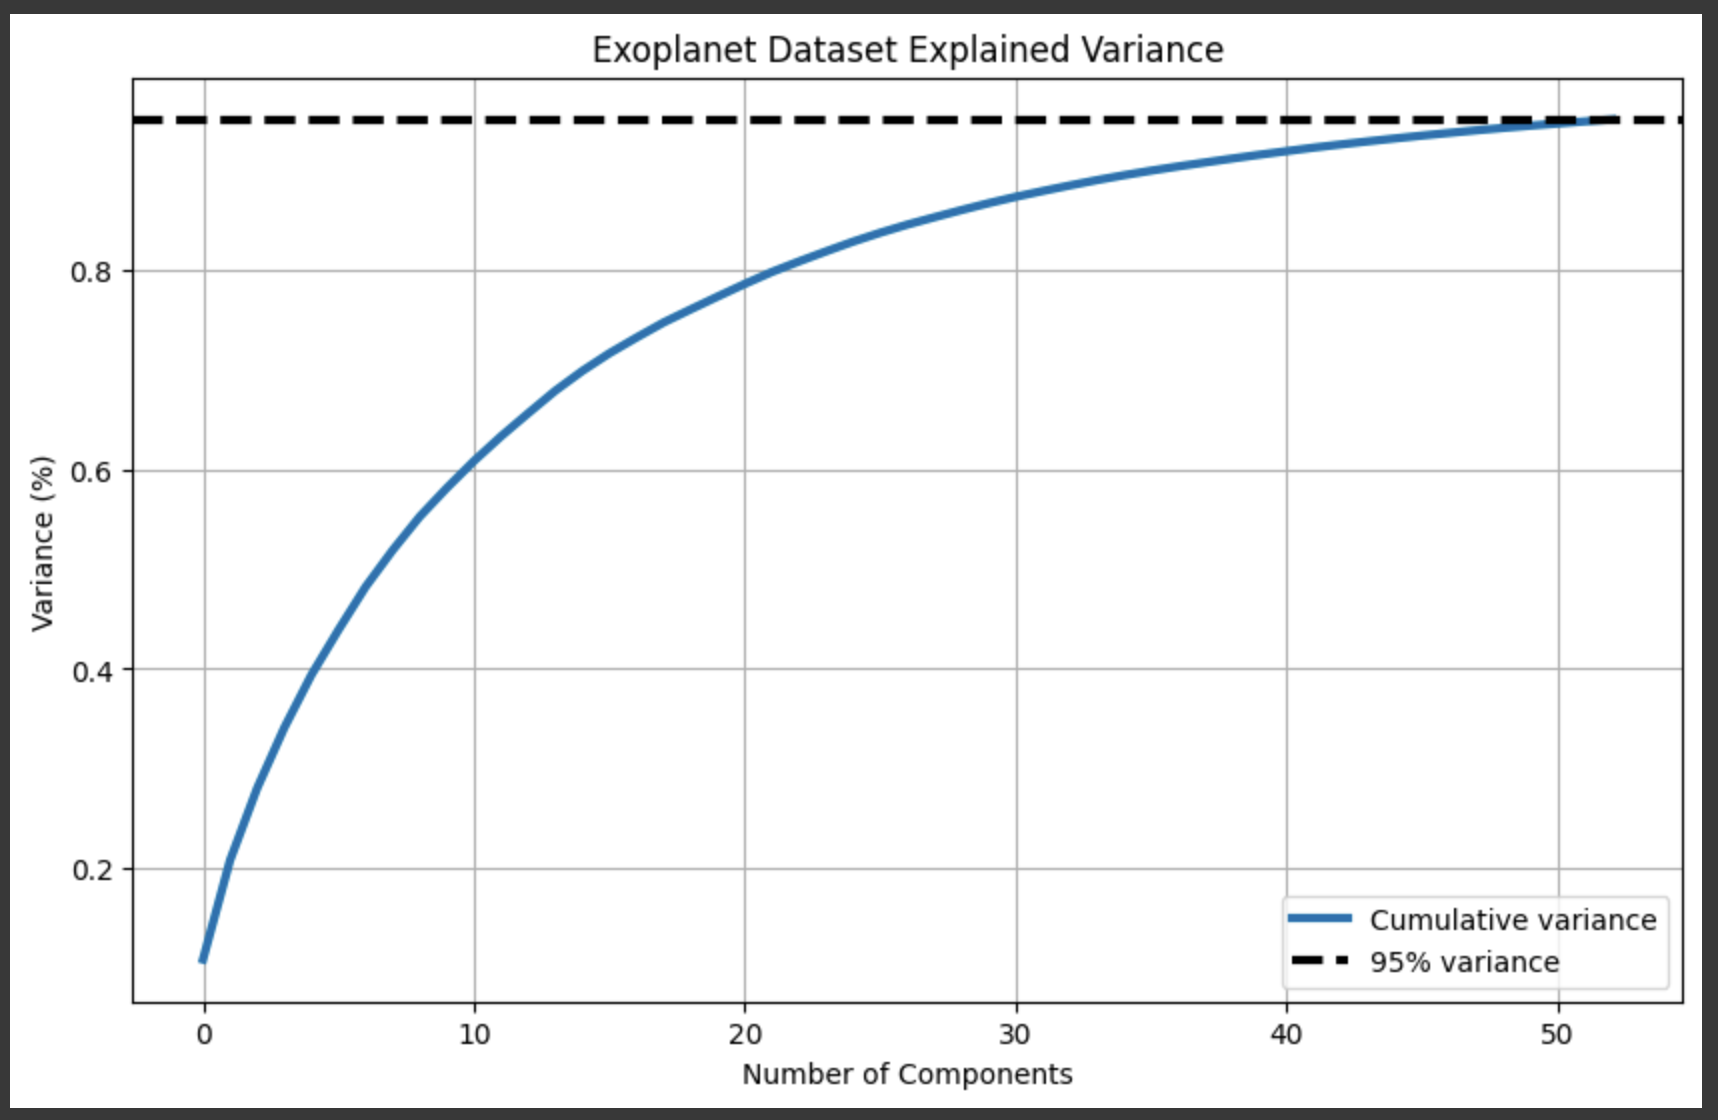 Exoplanet Dataset Explained Variance
Variance (%)
0.8
0.6
0.4
0.2
0 10 20 30 40 50
Number of Components
Cumulative variance
95% variance